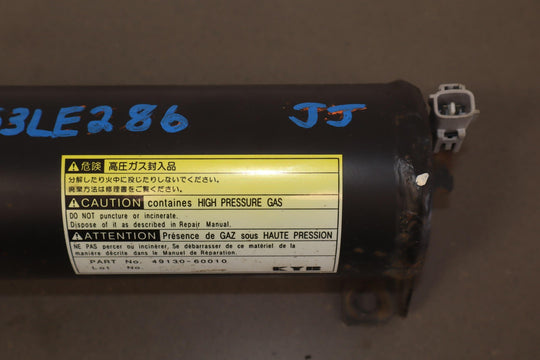 53LE286 JJ
危険 高圧ガス封入品
分解したり火中に投じたりしないでください。
廃棄方法は修理書をご覧ください。
CAUTION containes HIGH PRESSURE GAS
DO NOT puncture or incinerate.
Dispose of it as described in Repair Manual.
ATTENTION Présence de GAZ sous HAUTE PRESSION
NE PAS percer où incinérer, Se débarrasser de ce matériel de la
manière décrite dans le Manuel de Réparation.
PART No. 49130-60010
Lot No. KYB